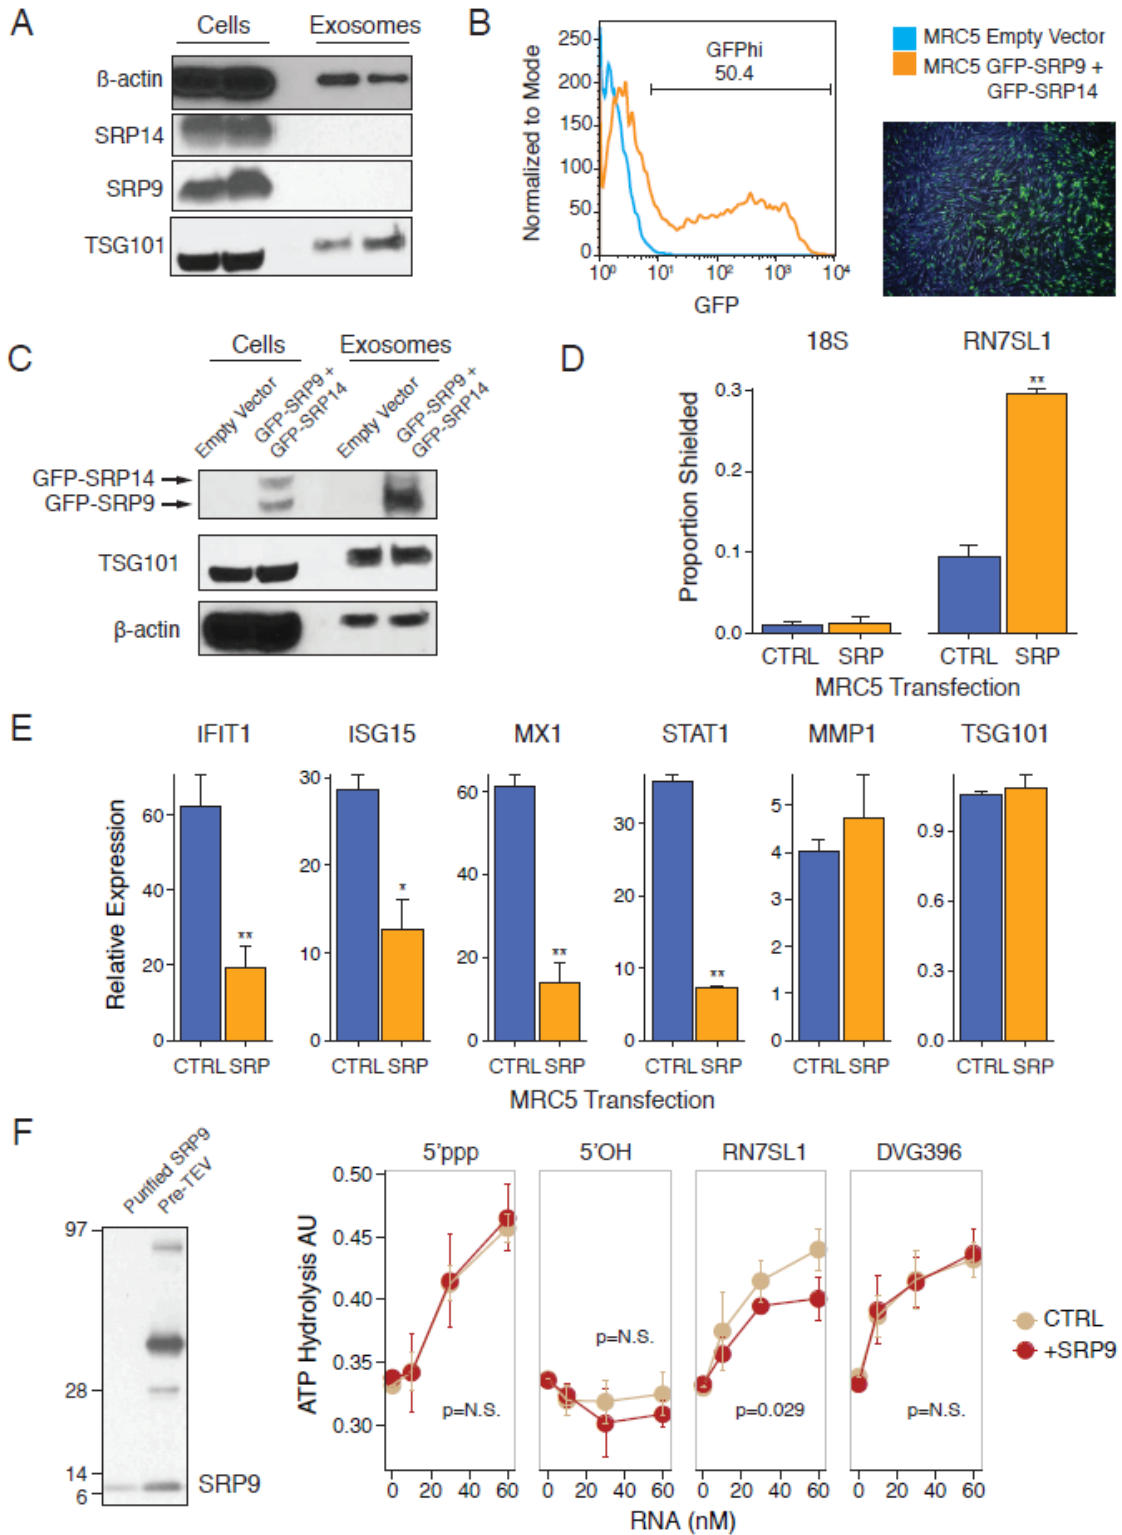 A
Cells Exosomes
ß-actin
SRP14
SRP9
TSG101
B
Normalized to Mode
250
200
150
100
50
0
GFPhi
50.4
10⁰ 10¹ 10² 10³ 10⁴
GFP
MRC5 Empty Vector
MRC5 GFP-SRP9 +
GFP-SRP14
C
Cells Exosomes
Empty Vector
GFP-SRP9 +
GFP-SRP14
Empty Vector
GFP-SRP9 +
GFP-SRP14
GFP-SRP14
GFP-SRP9
TSG101
β-actin
D
18S RN7SL1
Proportion Shielded
0.3
0.2
0.1
0.0
**
CTRL SRP CTRL SRP
MRC5 Transfection
E
Relative Expression
IFIT1
60
40
20
0
**
CTRL SRP
ISG15
30
20
10
0
*
CTRL SRP
MX1
60
40
20
0
**
CTRL SRP
STAT1
30
20
10
0
**
CTRL SRP
MMP1
5
4
3
2
1
0
CTRL SRP
TSG101
0.9
0.6
0.3
0.0
CTRL SRP
MRC5 Transfection
F
Purified SRP9
Pre-TEV
97
28
14
6
SRP9
ATP Hydrolysis AU
0.50
0.45
0.40
0.35
0.30
5'ppp
p=N.S.
0 20 40 60
5'OH
p=N.S.
0 20 40 60
RN7SL1
p=0.029
0 20 40 60
DVG396
p=N.S.
0 20 40 60
RNA (nM)
CTRL
+SRP9